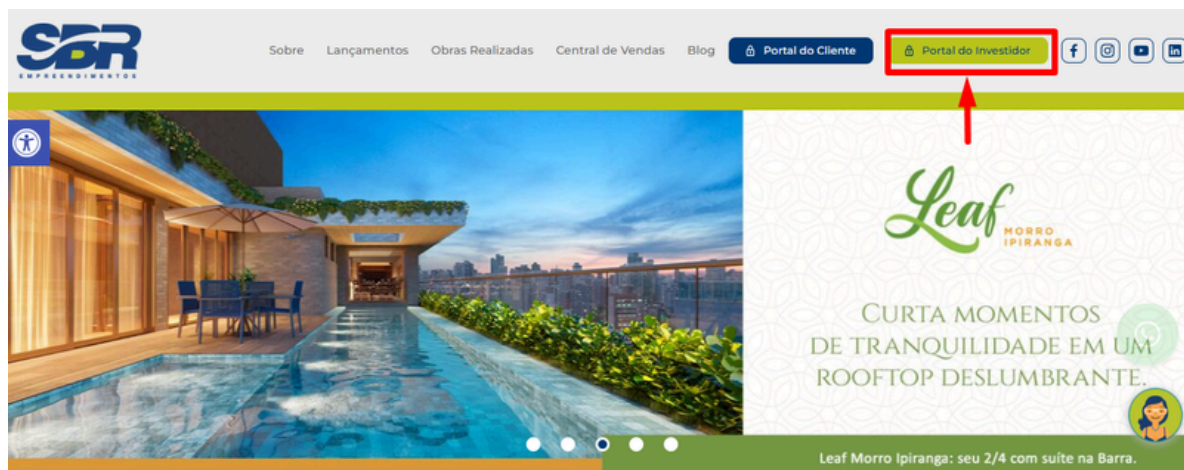 SBR
EMPREENDIMENTOS
Sobre Lançamentos Obras Realizadas Central de Vendas Blog Portal do Cliente Portal do Investidor
Leaf
MORRO
IPIRANGA
CURTA MOMENTOS
DE TRANQUILIDADE EM UM
ROOFTOP DESLUMBRANTE.
Leaf Morro Ipiranga: seu 2/4 com suíte na Barra.